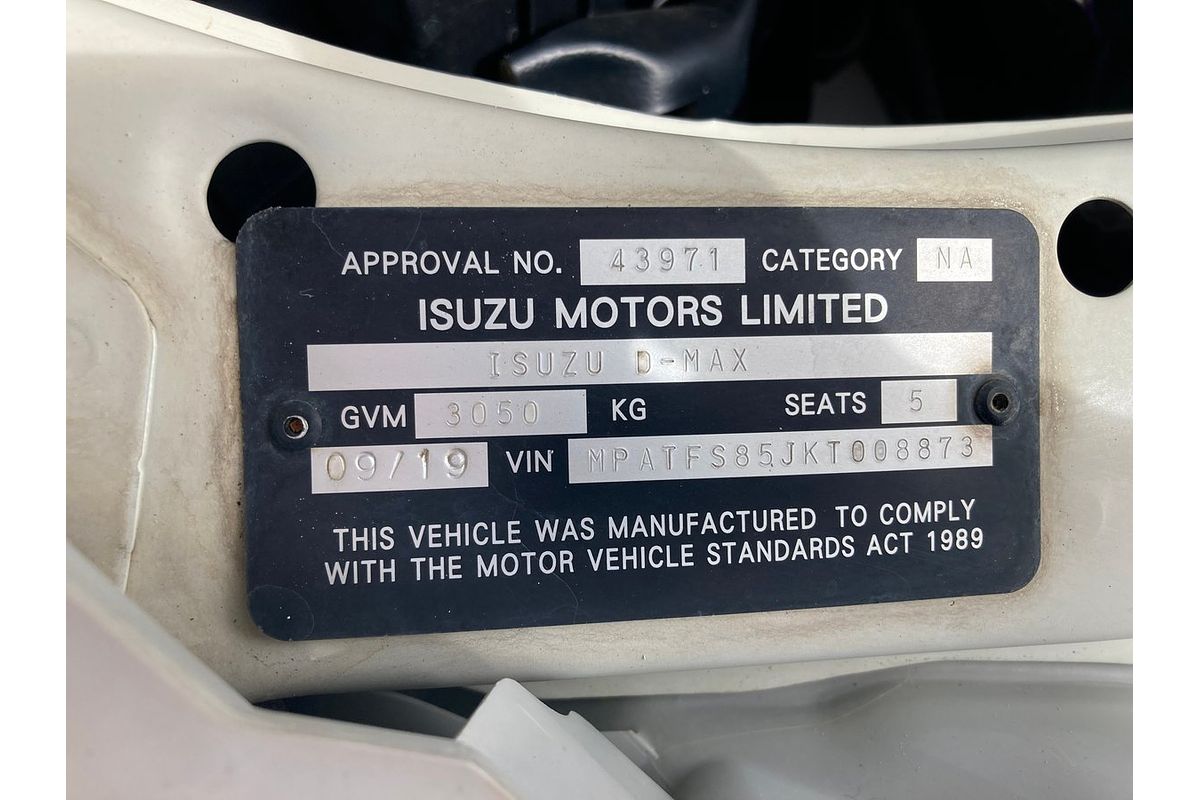 APPROVAL NO. 43971 CATEGORY NA
ISUZU MOTORS LIMITED
ISUZU D-MAX
GVM 3050 KG SEATS 5
09/19 VIN MPATFS85JKT008873
THIS VEHICLE WAS MANUFACTURED TO COMPLY
WITH THE MOTOR VEHICLE STANDARDS ACT 1989